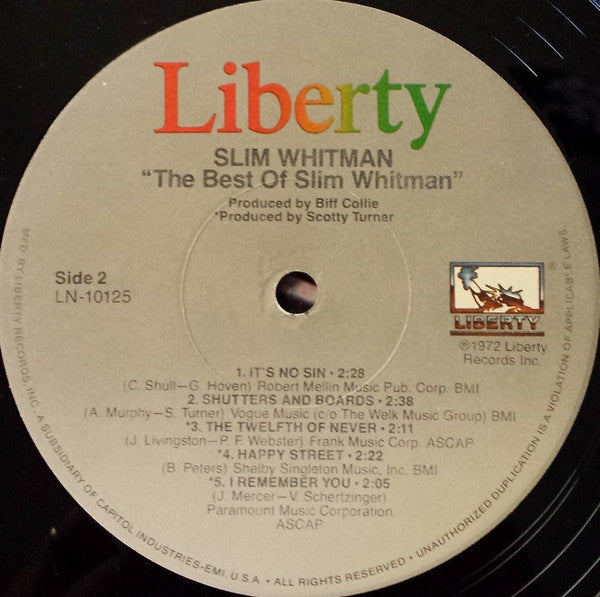 Liberty
SLIM WHITMAN
"The Best Of Slim Whitman"
Produced by Biff Collie
*Produced by Scotty Turner
Side 2
LN-10125
®
LIBERTY
℗1972 Liberty
Records Inc.
1. IT'S NO SIN • 2:28
(C. Shull—G. Hoven) Robert Mellin Music Pub. Corp. BMI
2. SHUTTERS AND BOARDS • 2:38
(A. Murphy—S. Turner) Vogue Music (c/o The Welk Music Group) BMI
*3. THE TWELFTH OF NEVER • 2:11
(J. Livingston—P. F. Webster) Frank Music Corp. ASCAP
*4. HAPPY STREET • 2:22
(B. Peters) Shelby Singleton Music, Inc. BMI
*5. I REMEMBER YOU • 2:05
(J. Mercer—V. Schertzinger)
Paramount Music Corporation
ASCAP
MFD. BY LIBERTY RECORDS, INC. A SUBSIDIARY OF CAPITOL INDUSTRIES-EMI, U.S.A. • ALL RIGHTS RESERVED. • UNAUTHORIZED DUPLICATION IS A VIOLATION OF APPLICABLE LAWS.